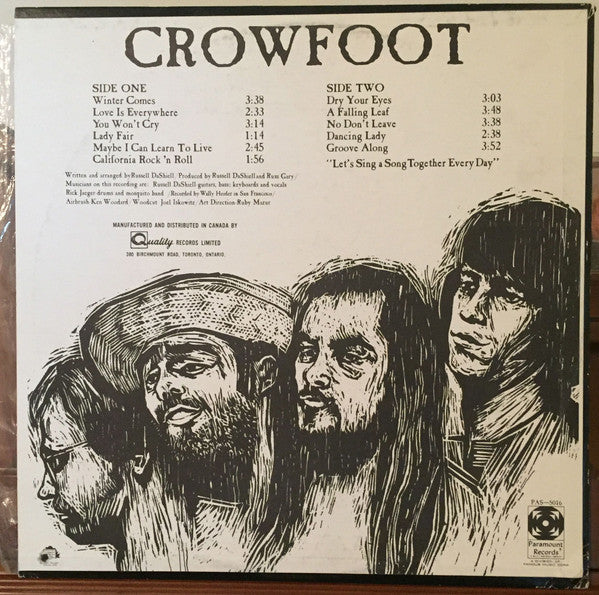 CROWFOOT
SIDE ONE
Winter Comes 3:38
Love Is Everywhere 2:33
You Won't Cry 3:14
Lady Fair 1:14
Maybe I Can Learn To Live 2:45
California Rock 'n Roll 1:56
SIDE TWO
Dry Your Eyes 3:03
A Falling Leaf 3:48
No Don't Leave 3:38
Dancing Lady 2:38
Groove Along 3:52
"Let's Sing a Song Together Every Day"
Written and arranged by Russell DaShiell / Produced by Russell DaShiell and Russ Gary /
Musicians on this recording are: Russell DaShiell-guitars, bass, keyboards and vocals
Rick Jaeger-drums and mosquito band. / Recorded by Wally Heider in San Francisco /
Airbrush-Ken Woodard / Woodcut: Joel Iskowitz / Art Direction-Ruby Mazur
MANUFACTURED AND DISTRIBUTED IN CANADA BY
Quality RECORDS LIMITED
380 BIRCHMOUNT ROAD, TORONTO, ONTARIO.
PAS-5016
Paramount
Records
A DIVISION OF
FAMOUS MUSIC CORP.